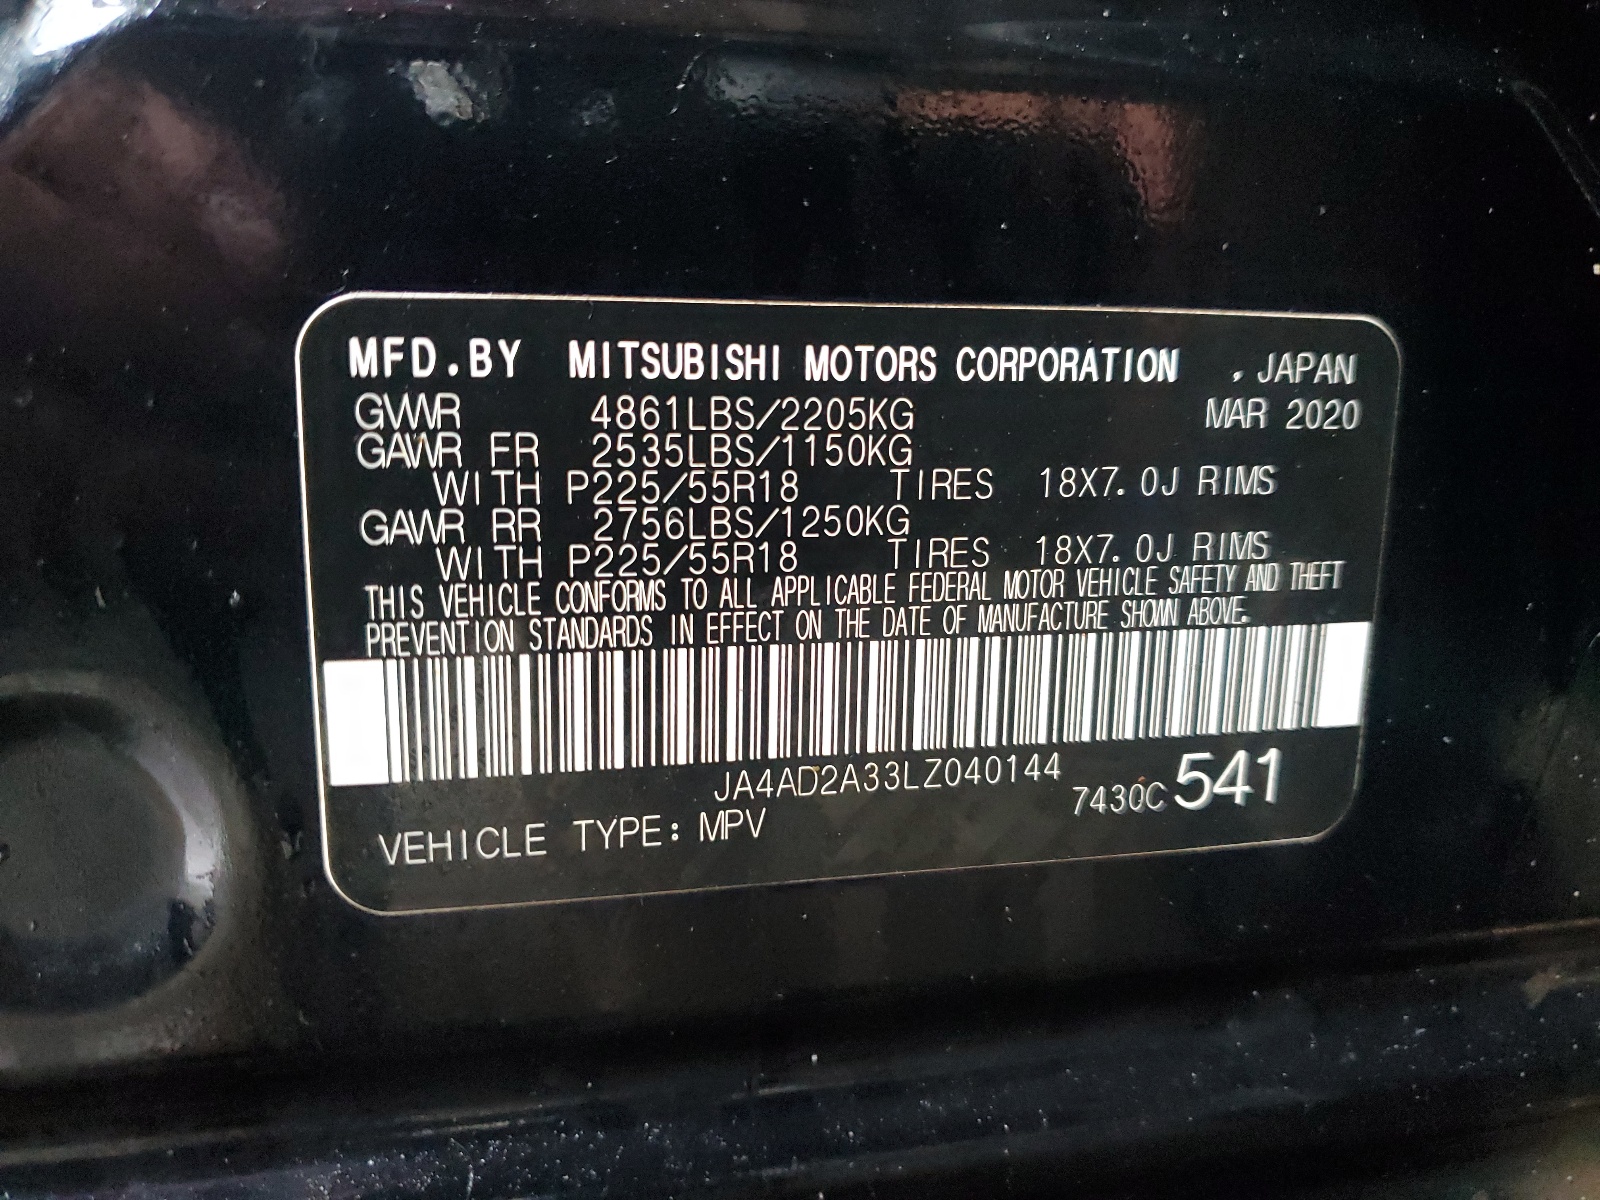 MFD.BY MITSUBISHI MOTORS CORPORATION , JAPAN
GVWR 4861LBS/2205KG MAR 2020
GAWR FR 2535LBS/1150KG
WITH P225/55R18 TIRES 18X7.0J RIMS
GAWR RR 2756LBS/1250KG
WITH P225/55R18 TIRES 18X7.0J RIMS
THIS VEHICLE CONFORMS TO ALL APPLICABLE FEDERAL MOTOR VEHICLE SAFETY AND THEFT
PREVENTION STANDARDS IN EFFECT ON THE DATE OF MANUFACTURE SHOWN ABOVE.
JA4AD2A33LZ040144
7430C 541
VEHICLE TYPE: MPV